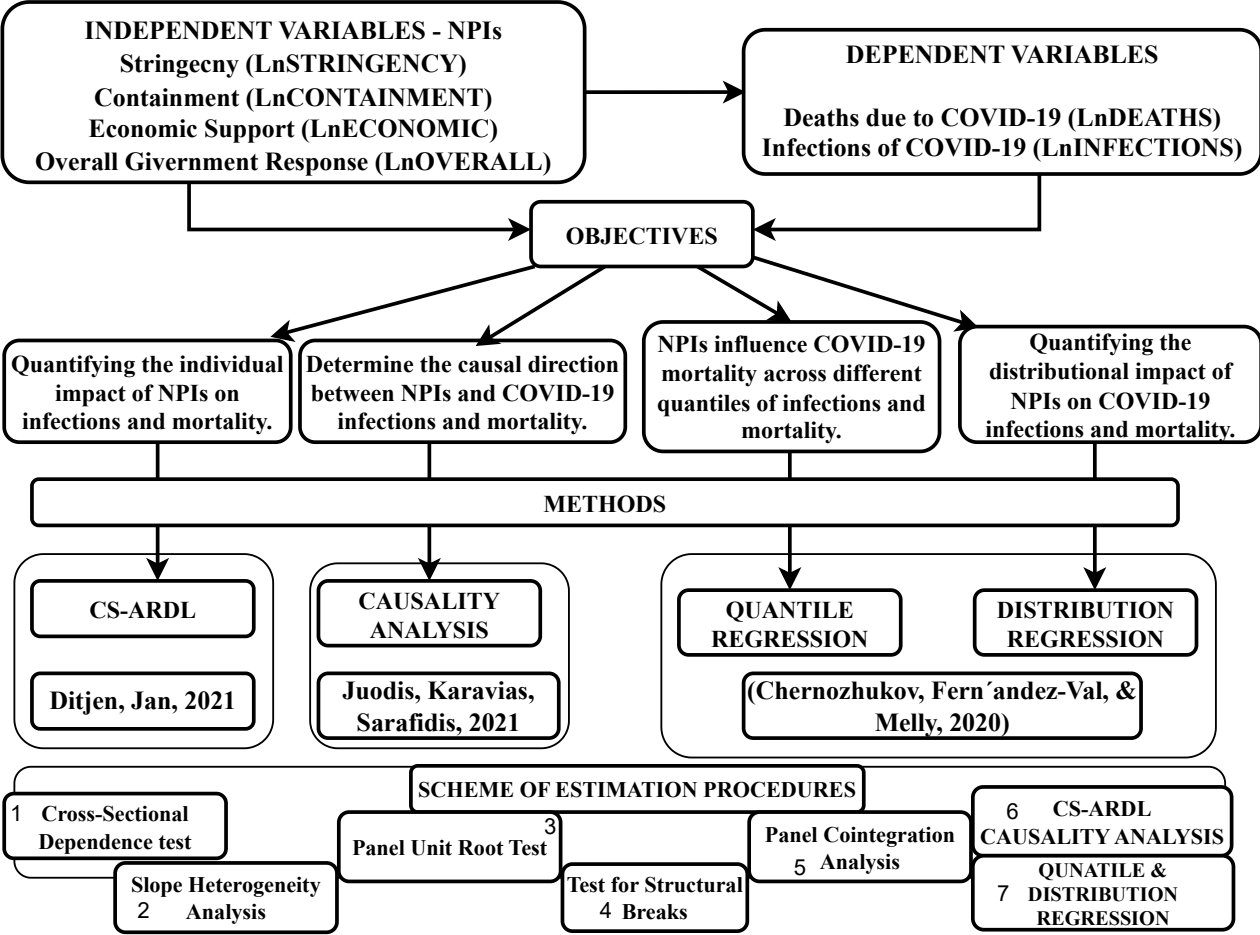 INDEPENDENT VARIABLES - NPIs
Stringecny (LnSTRINGENCY)
Containment (LnCONTAINMENT)
Economic Support (LnECONOMIC)
Overall Givernment Response (LnOVERALL)
DEPENDENT VARIABLES
Deaths due to COVID-19 (LnDEATHS)
Infections of COVID-19 (LnINFECTIONS)
OBJECTIVES
Quantifying the individual
impact of NPIs on
infections and mortality.
Determine the causal direction
between NPIs and COVID-19
infections and mortality.
NPIs influence COVID-19
mortality across different
quantiles of infections and
mortality.
Quantifying the
distributional impact of
NPIs on COVID-19
infections and mortality.
METHODS
CS-ARDL
CAUSALITY
ANALYSIS
QUANTILE
REGRESSION
DISTRIBUTION
REGRESSION
Ditjen, Jan, 2021
Juodis, Karavias,
Sarafidis, 2021
(Chernozhukov, Fern´andez-Val, &
Melly, 2020)
SCHEME OF ESTIMATION PROCEDURES
1 Cross-Sectional
Dependence test
Slope Heterogeneity
2 Analysis
3
Panel Unit Root Test
Test for Structural
4 Breaks
Panel Cointegration
5 Analysis
6 CS-ARDL
CAUSALITY ANALYSIS
QUNATILE &
7 DISTRIBUTION
REGRESSION